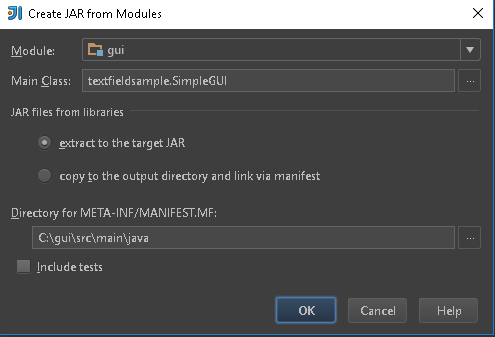 Create JAR from Modules
Module: gui
Main Class: textfieldsample.SimpleGUI ...
JAR files from libraries
extract to the target JAR
copy to the output directory and link via manifest
Directory for META-INF/MANIFEST.MF:
C:\gui\src\main\java ...
Include tests
OK Cancel Help